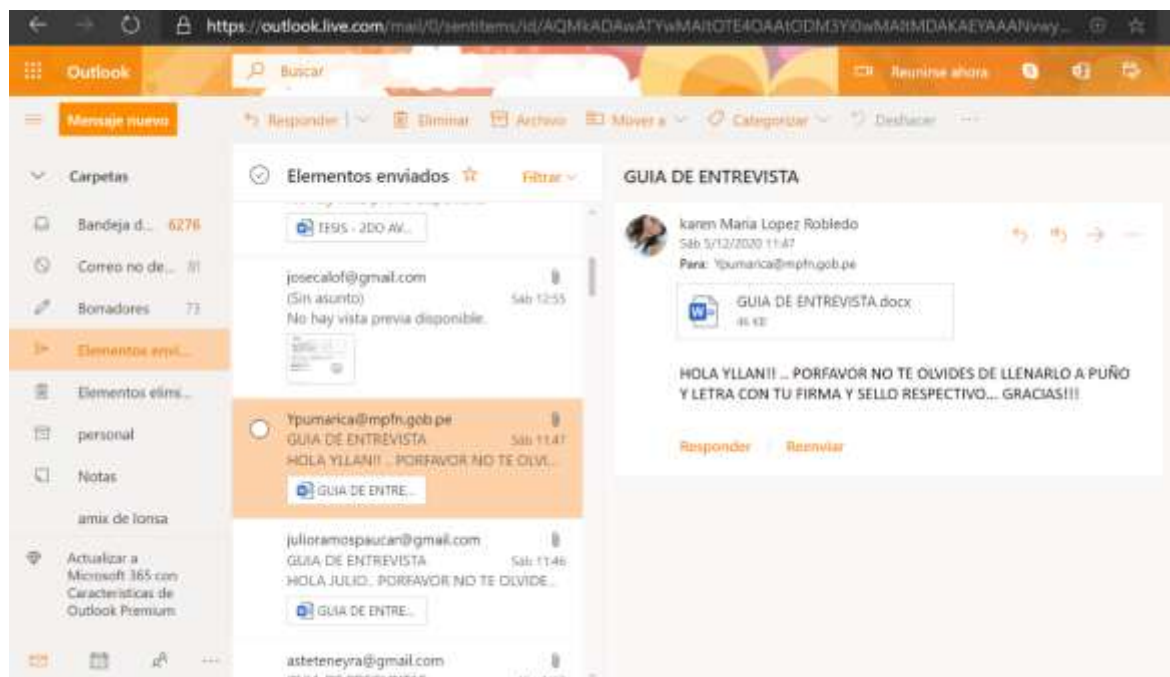 https://outlook.live.com/mail/0/sentitems/id/
Outlook
Buscar
Reunirse ahora
Mensaje nuevo
Responder
Eliminar
Archivo
Mover a
Categorizar
Deshacer
Carpetas
Bandeja d... 6276
Correo no de...
Borradores 73
Elementos envi...
Elementos elimi...
personal
Notas
amix de lonsa
Actualizar a
Microsoft 365 con
Características de
Outlook Premium
Elementos enviados
Filtrar
TESIS - 2DO AV...
josecalof@gmail.com
(Sin asunto) Sáb 12:55
No hay vista previa disponible.
Ypumarica@mpfn.gob.pe
GUIA DE ENTREVISTA Sáb 11:47
HOLA YLLAN!! .. PORFAVOR NO TE OLVI...
GUIA DE ENTRE...
julioramospaucar@gmail.com
GUIA DE ENTREVISTA Sáb 11:46
HOLA JULIO.. PORFAVOR NO TE OLVIDE...
GUIA DE ENTRE...
asteteneyra@gmail.com
GUIA DE ENTREVISTA
karen Maria Lopez Robledo
Sáb 5/12/2020 11:47
Para: Ypumarica@mpfn.gob.pe
GUIA DE ENTREVISTA.docx
46 KB
HOLA YLLAN!! .. PORFAVOR NO TE OLVIDES DE LLENARLO A PUÑO
Y LETRA CON TU FIRMA Y SELLO RESPECTIVO... GRACIAS!!!
Responder
Reenviar